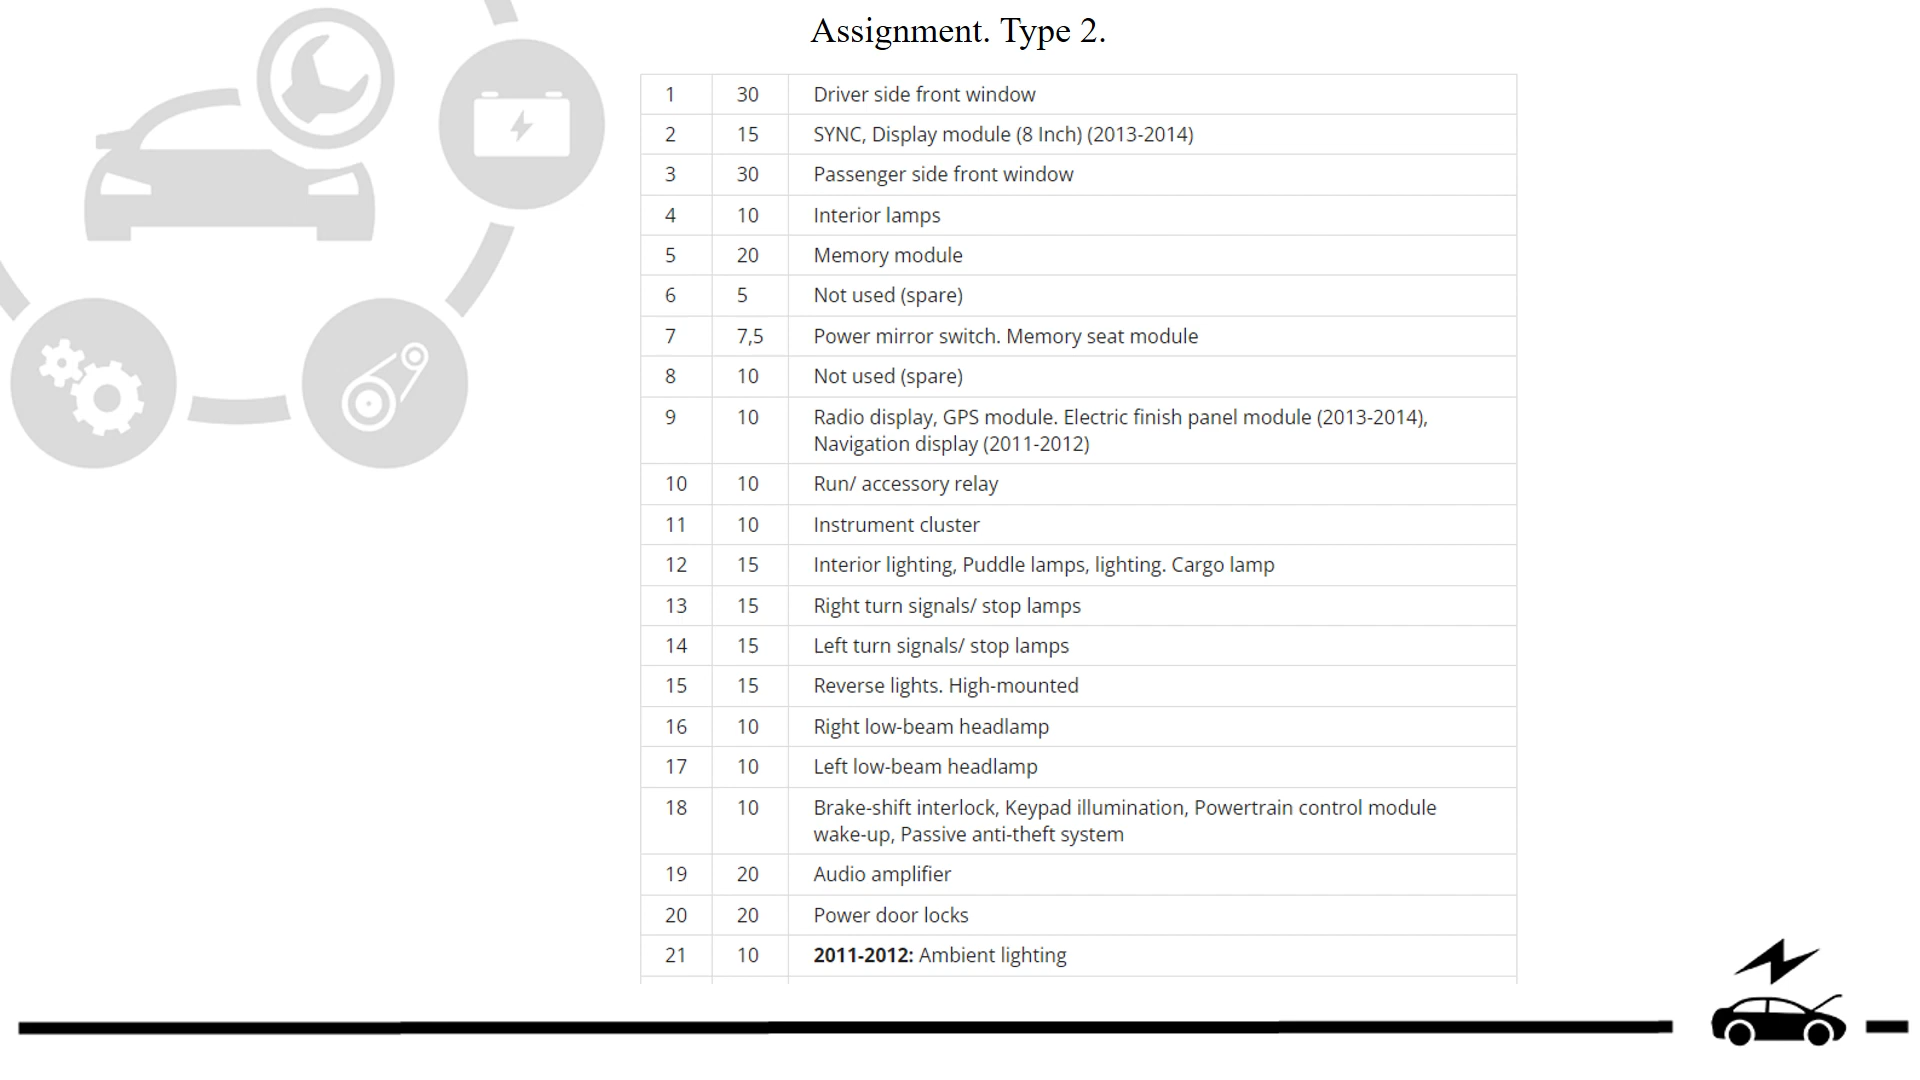 Assignment. Type 2.
1 30 Driver side front window
2 15 SYNC, Display module (8 Inch) (2013-2014)
3 30 Passenger side front window
4 10 Interior lamps
5 20 Memory module
6 5 Not used (spare)
7 7,5 Power mirror switch. Memory seat module
8 10 Not used (spare)
9 10 Radio display, GPS module. Electric finish panel module (2013-2014),
Navigation display (2011-2012)
10 10 Run/ accessory relay
11 10 Instrument cluster
12 15 Interior lighting, Puddle lamps, lighting. Cargo lamp
13 15 Right turn signals/ stop lamps
14 15 Left turn signals/ stop lamps
15 15 Reverse lights. High-mounted
16 10 Right low-beam headlamp
17 10 Left low-beam headlamp
18 10 Brake-shift interlock, Keypad illumination, Powertrain control module
wake-up, Passive anti-theft system
19 20 Audio amplifier
20 20 Power door locks
21 10 2011-2012: Ambient lighting